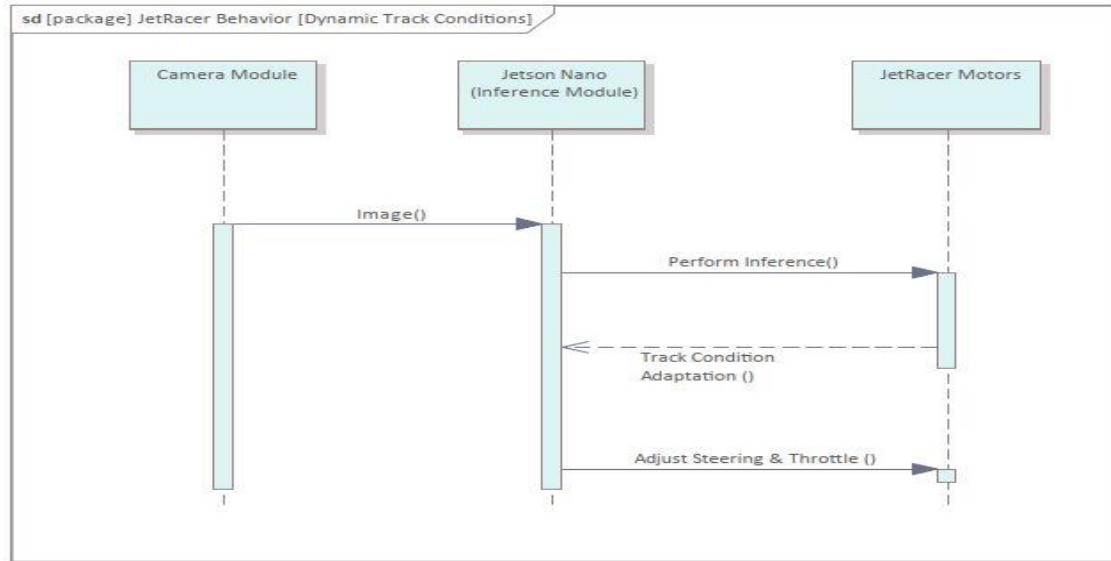 sd [package] JetRacer Behavior [Dynamic Track Conditions]
Camera Module
Jetson Nano
(Inference Module)
JetRacer Motors
Image()
Perform Inference()
Track Condition
Adaptation ()
Adjust Steering & Throttle ()